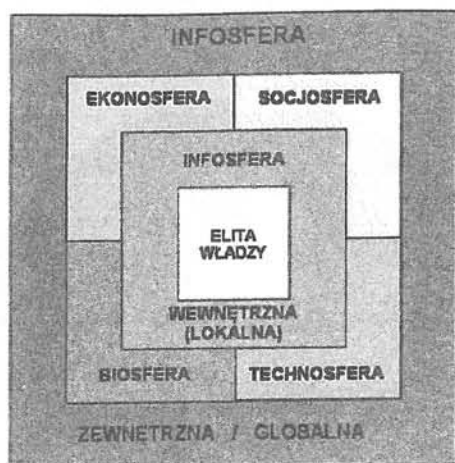 INFOSFERA
EKONOSFERA
SOCJOSFERA
INFOSFERA
ELITA
WŁADZY
WEWNĘTRZNA
(LOKALNA)
BIOSFERA
TECHNOSFERA
ZEWNĘTRZNA / GLOBALNA